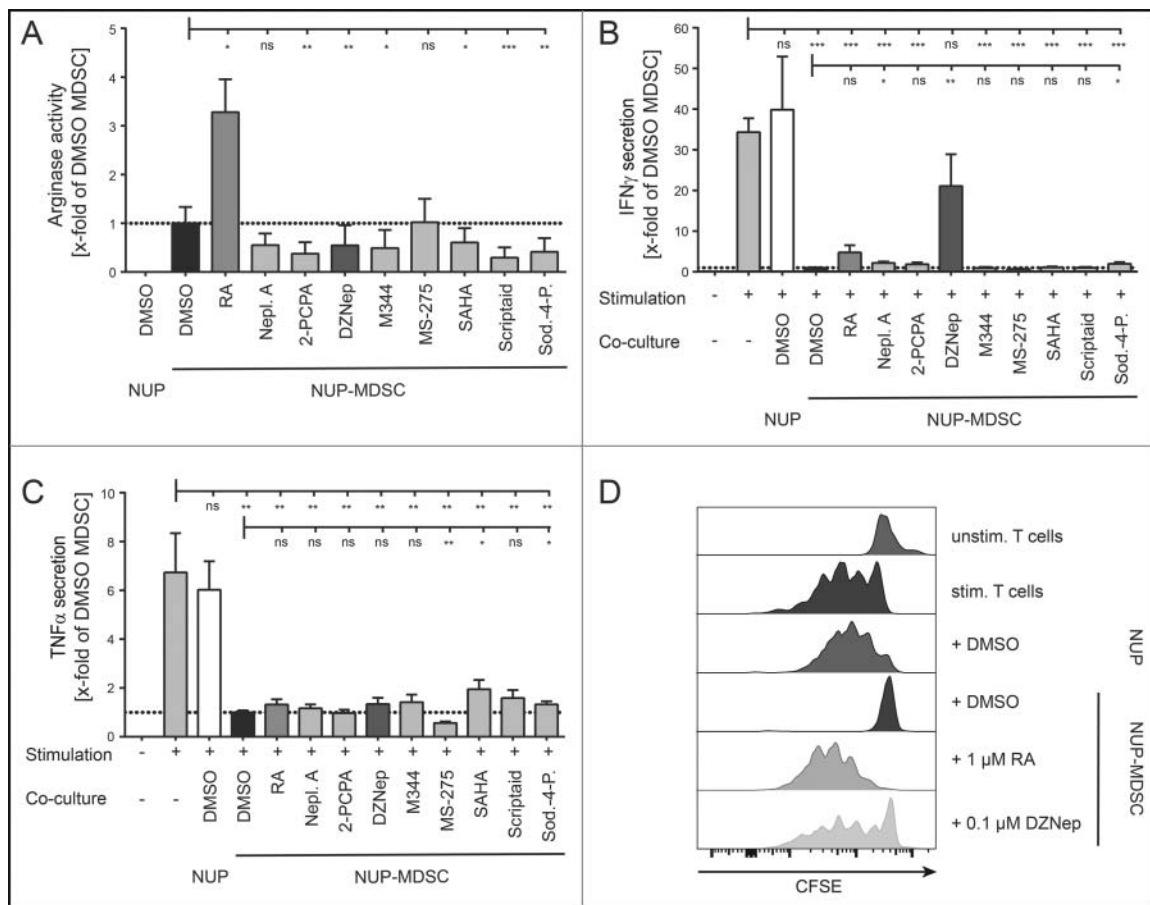 A
Arginase activity
[x-fold of DMSO MDSC]
5
4
3
2
1
0
* ns ** ** * ns * *** **
DMSO
DMSO
RA
Nepl. A
2-PCPA
DZNep
M344
MS-275
SAHA
Scriptaid
Sod.-4-P.
NUP
NUP-MDSC
B
IFNγ secretion
[x-fold of DMSO MDSC]
60
50
40
30
20
10
0
ns *** *** *** *** ns *** *** *** *** ***
ns * ns ** ns ns ns ns *
Stimulation - + + + + + + + + + + + +
Co-culture - -
DMSO
DMSO
RA
Nepl. A
2-PCPA
DZNep
M344
MS-275
SAHA
Scriptaid
Sod.-4-P.
NUP
NUP-MDSC
C
TNFα secretion
[x-fold of DMSO MDSC]
10
8
6
4
2
0
ns ** ** ** ** ** ** ** ** ** **
ns ns ns ns ns ** * ns *
Stimulation - + + + + + + + + + + + +
Co-culture - -
DMSO
DMSO
RA
Nepl. A
2-PCPA
DZNep
M344
MS-275
SAHA
Scriptaid
Sod.-4-P.
NUP
NUP-MDSC
D
unstim. T cells
stim. T cells
+ DMSO
+ DMSO
+ 1 µM RA
+ 0.1 µM DZNep
NUP
NUP-MDSC
CFSE